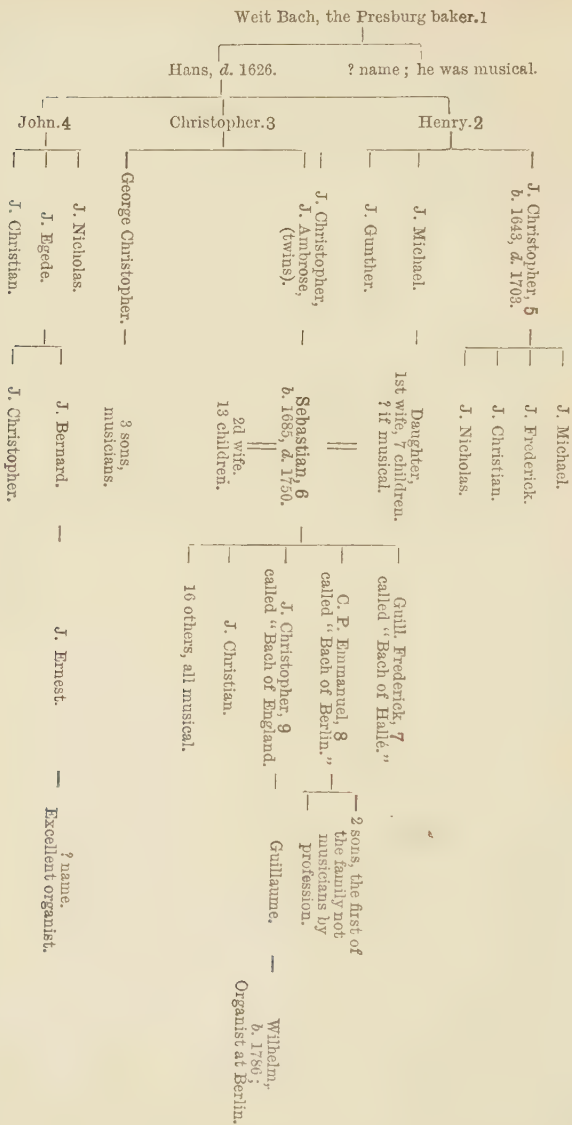 Weit Bach, the Presburg baker.1
Hans, d. 1626.
? name ; he was musical.
John.4
Christopher.3
Henry.2
J. Nicholas.
J. Egede.
J. Christian.
George Christopher.
J. Christopher,
J. Ambrose,
(twins).
J. Michael.
J. Gunther.
J. Christopher, 5
b. 1643, d. 1703.
J. Bernard.
J. Christopher.
3 sons,
musicians.
Sebastian, 6
b. 1685, d. 1750.
2d wife.
13 children.
Daughter,
1st wife, 7 children.
? if musical.
J. Michael.
J. Frederick.
J. Christian.
J. Nicholas.
J. Ernest.
Guill. Frederick, 7
called "Bach of Hallé."
C. P. Emmanuel, 8
called "Bach of Berlin."
J. Christopher, 9
called "Bach of England.
J. Christian.
16 others, all musical.
? name.
Excellent organist.
2 sons, the first of
the family not
musicians by
profession.
Guillaume.
Wilhelm,
b. 1786 ;
Organist at Berlin.